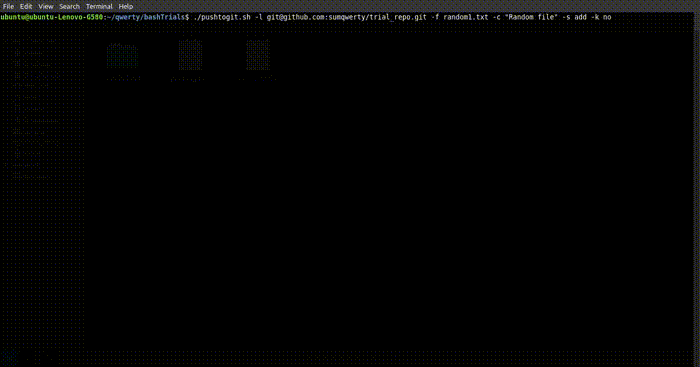 File Edit View Search Terminal Help
ubuntu@ubuntu-Lenovo-G580:~/qwerty/bashTrials$ ./pushtogit.sh -l git@github.com:sumqwerty/trial_repo.git -f random1.txt -c "Random file" -s add -k no